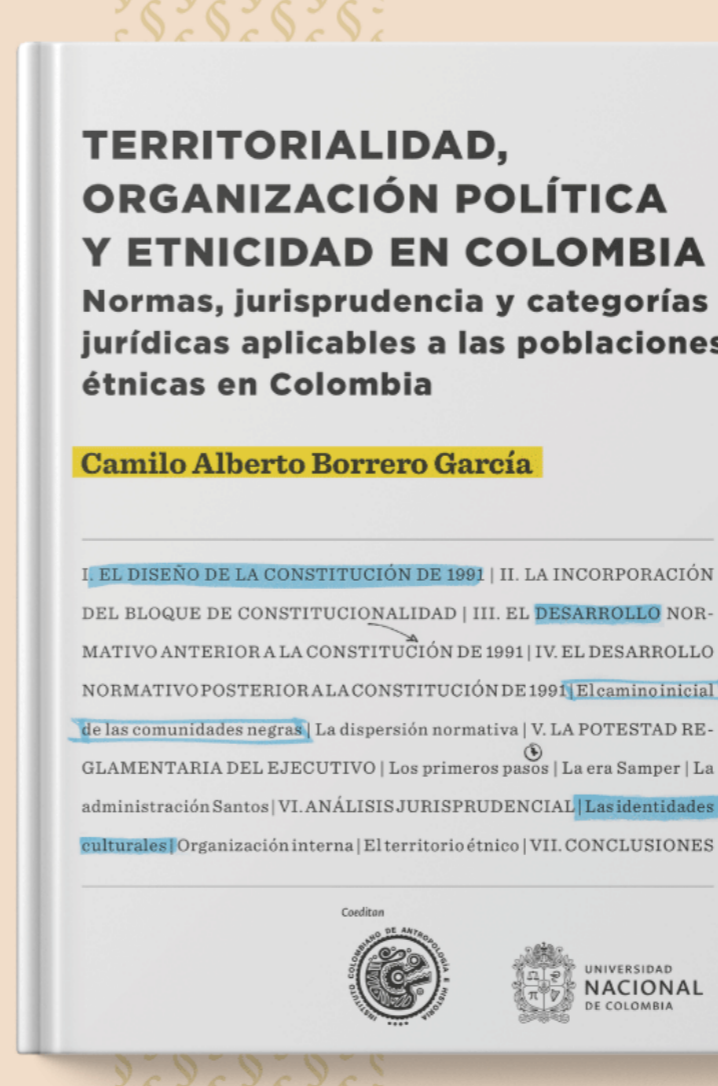 TERRITORIALIDAD,
ORGANIZACIÓN POLÍTICA
Y ETNICIDAD EN COLOMBIA
Normas, jurisprudencia y categorías
jurídicas aplicables a las poblaciones
étnicas en Colombia
Camilo Alberto Borrero García
I. EL DISEÑO DE LA CONSTITUCIÓN DE 1991 | II. LA INCORPORACIÓN
DEL BLOQUE DE CONSTITUCIONALIDAD | III. EL DESARROLLO NOR-
MATIVO ANTERIOR A LA CONSTITUCIÓN DE 1991 | IV. EL DESARROLLO
NORMATIVO POSTERIOR A LA CONSTITUCIÓN DE 1991 | El camino inicial
de las comunidades negras | La dispersión normativa | V. LA POTESTAD RE-
GLAMENTARIA DEL EJECUTIVO | Los primeros pasos | La era Samper | La
administración Santos | VI. ANÁLISIS JURISPRUDENCIAL | Las identidades
culturales | Organización interna | El territorio étnico | VII. CONCLUSIONES
Coeditan
INSTITUTO COLOMBIANO DE ANTROPOLOGÍA E HISTORIA
UNIVERSIDAD
NACIONAL
DE COLOMBIA